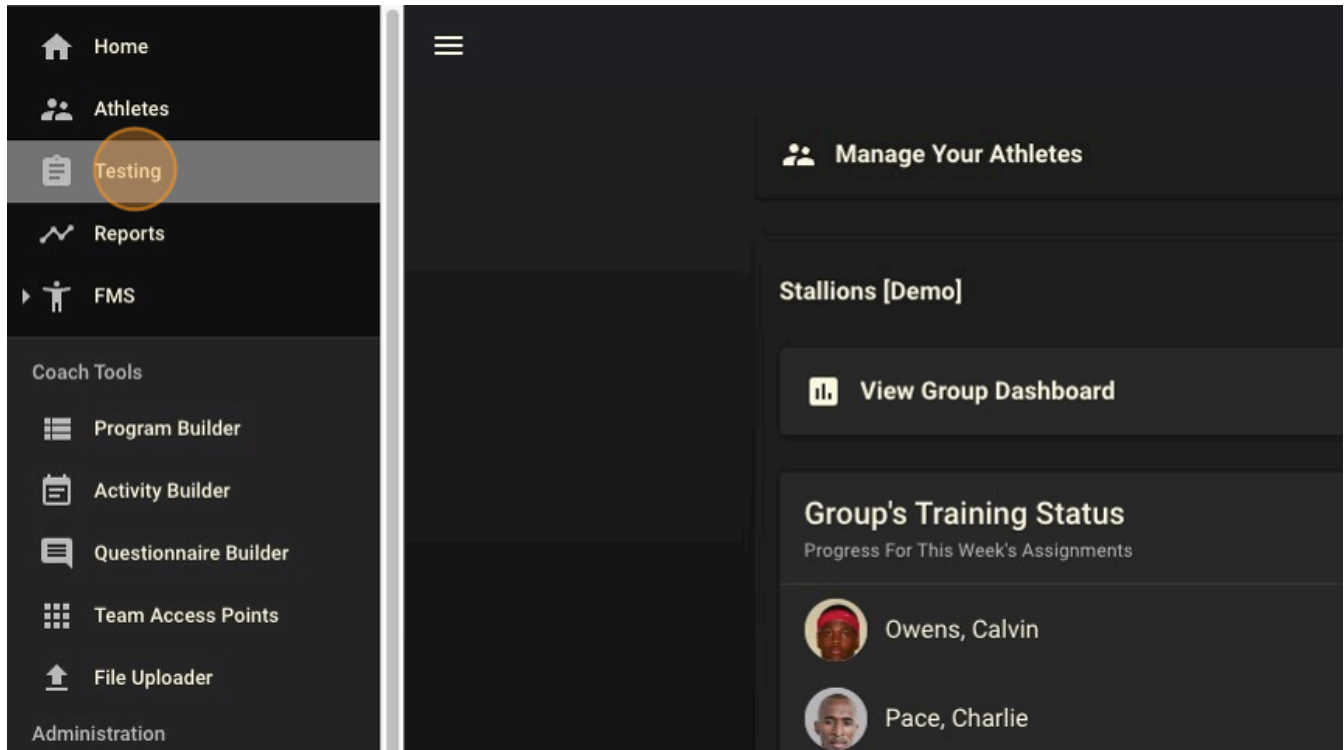 Home
Athletes
Testing
Reports
FMS
Coach Tools
Program Builder
Activity Builder
Questionnaire Builder
Team Access Points
File Uploader
Administration
Manage Your Athletes
Stallions [Demo]
View Group Dashboard
Group's Training Status
Progress For This Week's Assignments
Owens, Calvin
Pace, Charlie